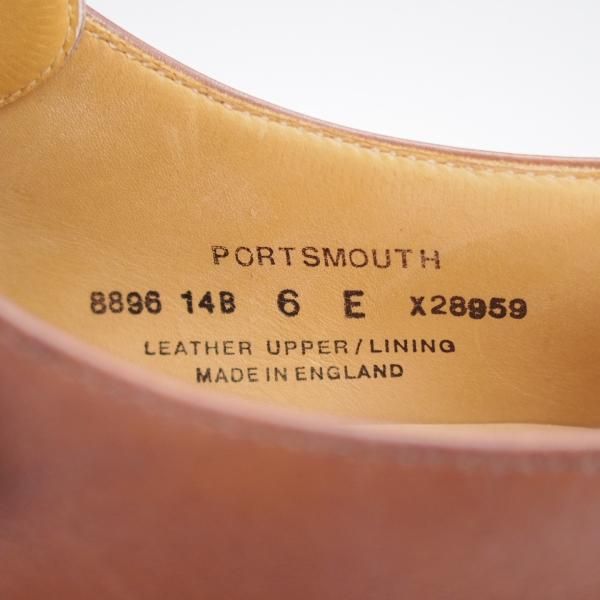 PORTSMOUTH
8896 14B 6 E X28959
LEATHER UPPER/LINING
MADE IN ENGLAND